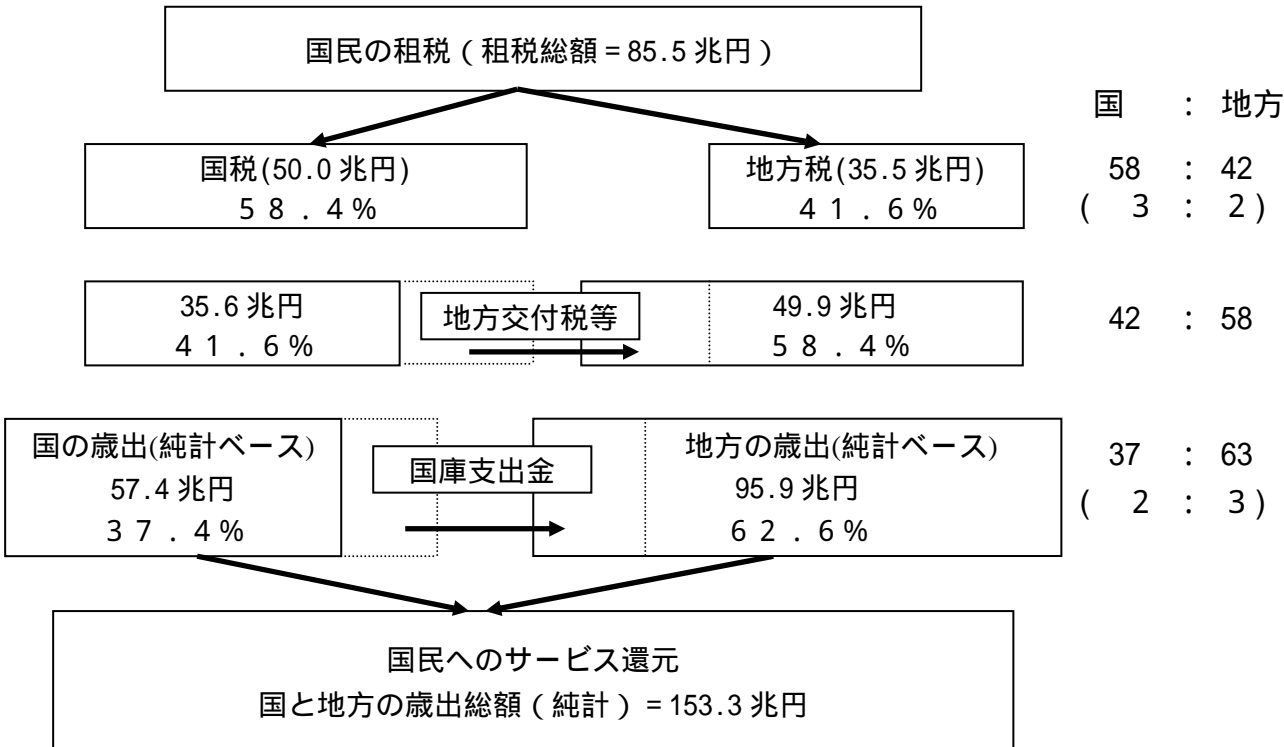 国民の租税（租税総額＝85.5兆円）
国 : 地方
国税(50.0兆円)
５８．４％
地方税(35.5兆円)
４１．６％
58 : 42
( 3 : 2 )
35.6兆円
４１．６％
地方交付税等
49.9兆円
５８．４％
42 : 58
国の歳出(純計ベース)
57.4兆円
３７．４％
国庫支出金
地方の歳出(純計ベース)
95.9兆円
６２．６％
37 : 63
( 2 : 3 )
国民へのサービス還元
国と地方の歳出総額（純計）＝153.3兆円